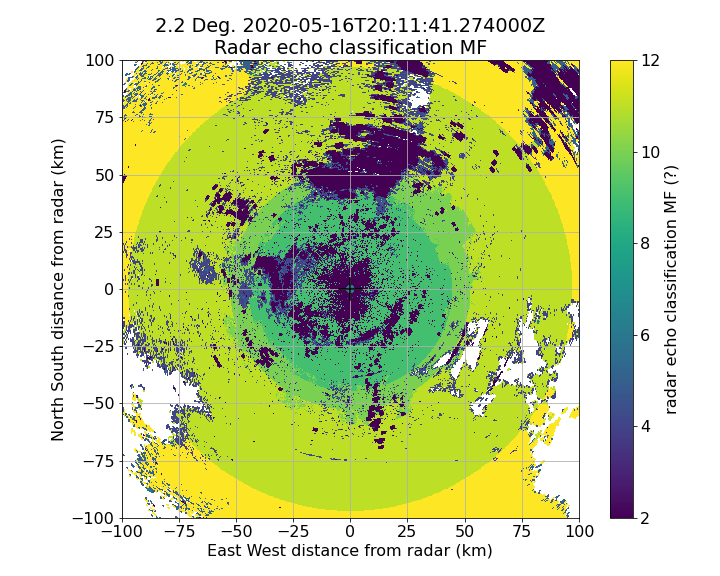 2.2 Deg. 2020-05-16T20:11:41.274000Z
Radar echo classification MF
100
75
50
25
0
−25
−50
−75
−100
North South distance from radar (km)
−100 −75 −50 −25 0 25 50 75 100
East West distance from radar (km)
12
10
8
6
4
2
radar echo classification MF (?)